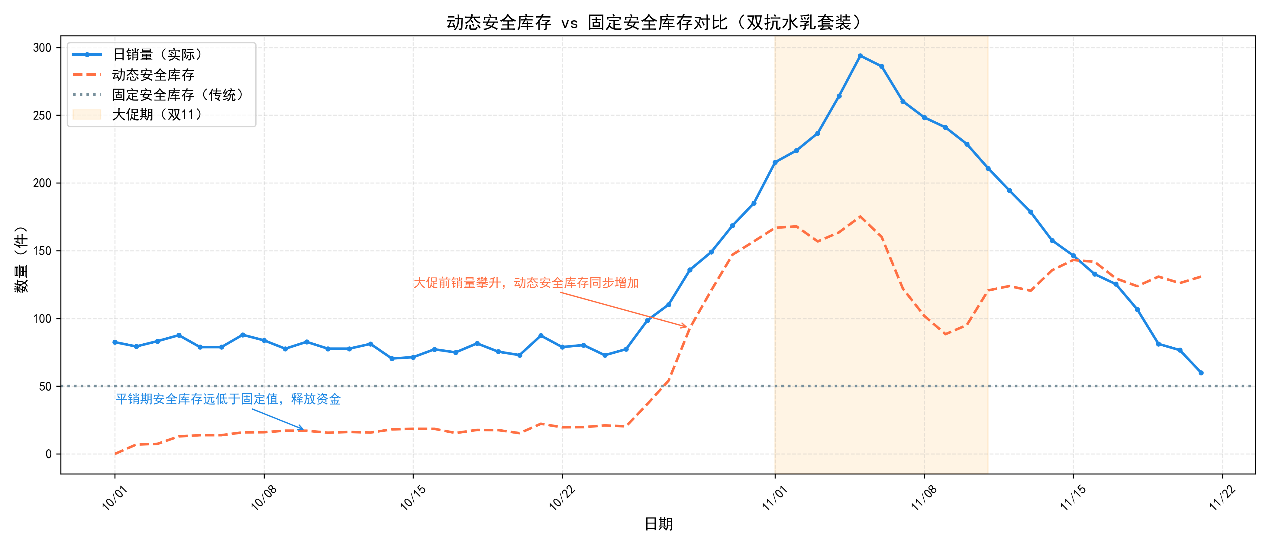 动态安全库存 vs 固定安全库存对比（双抗水乳套装）
日销量（实际）
动态安全库存
固定安全库存（传统）
大促期（双11）
300
250
200
150
100
50
0
数量（件）
大促前销量攀升，动态安全库存同步增加
平销期安全库存远低于固定值，释放资金
10/01
10/08
10/15
10/22
11/01
11/08
11/15
11/22
日期